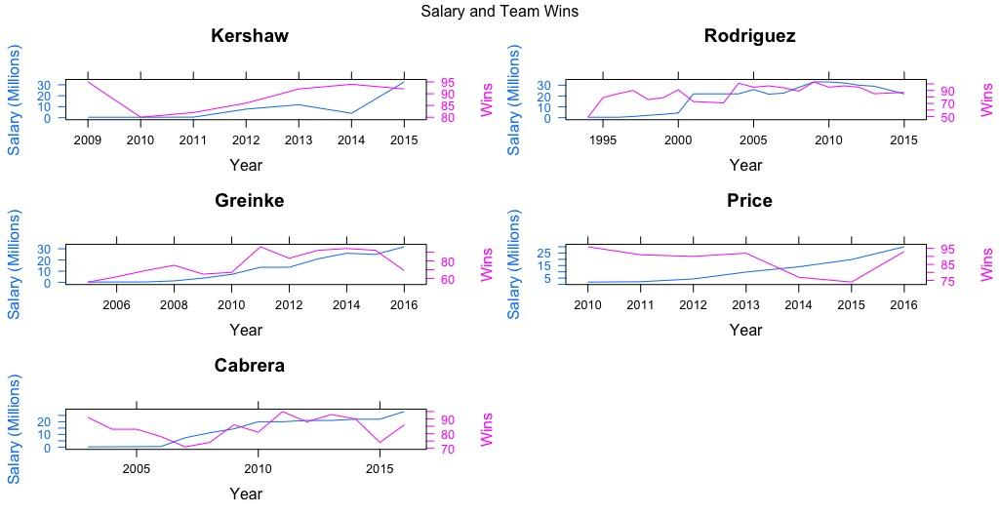 Salary and Team Wins
Kershaw
Salary (Millions)
30
20
10
0
95
90
85
80
Wins
2009 2010 2011 2012 2013 2014 2015
Year
Rodriguez
Salary (Millions)
30
20
10
0
90
70
50
Wins
1995 2000 2005 2010 2015
Year
Greinke
Salary (Millions)
30
20
10
0
80
60
Wins
2006 2008 2010 2012 2014 2016
Year
Price
Salary (Millions)
25
15
5
95
85
75
Wins
2010 2011 2012 2013 2014 2015 2016
Year
Cabrera
Salary (Millions)
20
10
0
90
80
70
Wins
2005 2010 2015
Year